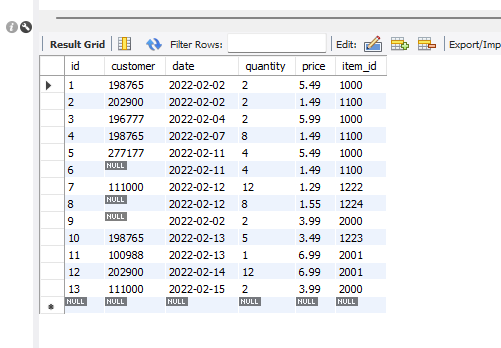 Result Grid Filter Rows: Edit: Export/Imp
id customer date quantity price item_id
1 198765 2022-02-02 2 5.49 1000
2 202900 2022-02-02 2 1.49 1100
3 196777 2022-02-04 2 5.99 1000
4 198765 2022-02-07 8 1.49 1100
5 277177 2022-02-11 4 5.49 1000
6 NULL 2022-02-11 4 1.49 1100
7 111000 2022-02-12 12 1.29 1222
8 NULL 2022-02-12 8 1.55 1224
9 NULL 2022-02-02 2 3.99 2000
10 198765 2022-02-13 5 3.49 1223
11 100988 2022-02-13 1 6.99 2001
12 202900 2022-02-14 12 6.99 2001
13 111000 2022-02-15 2 3.99 2000
NULL NULL NULL NULL NULL NULL